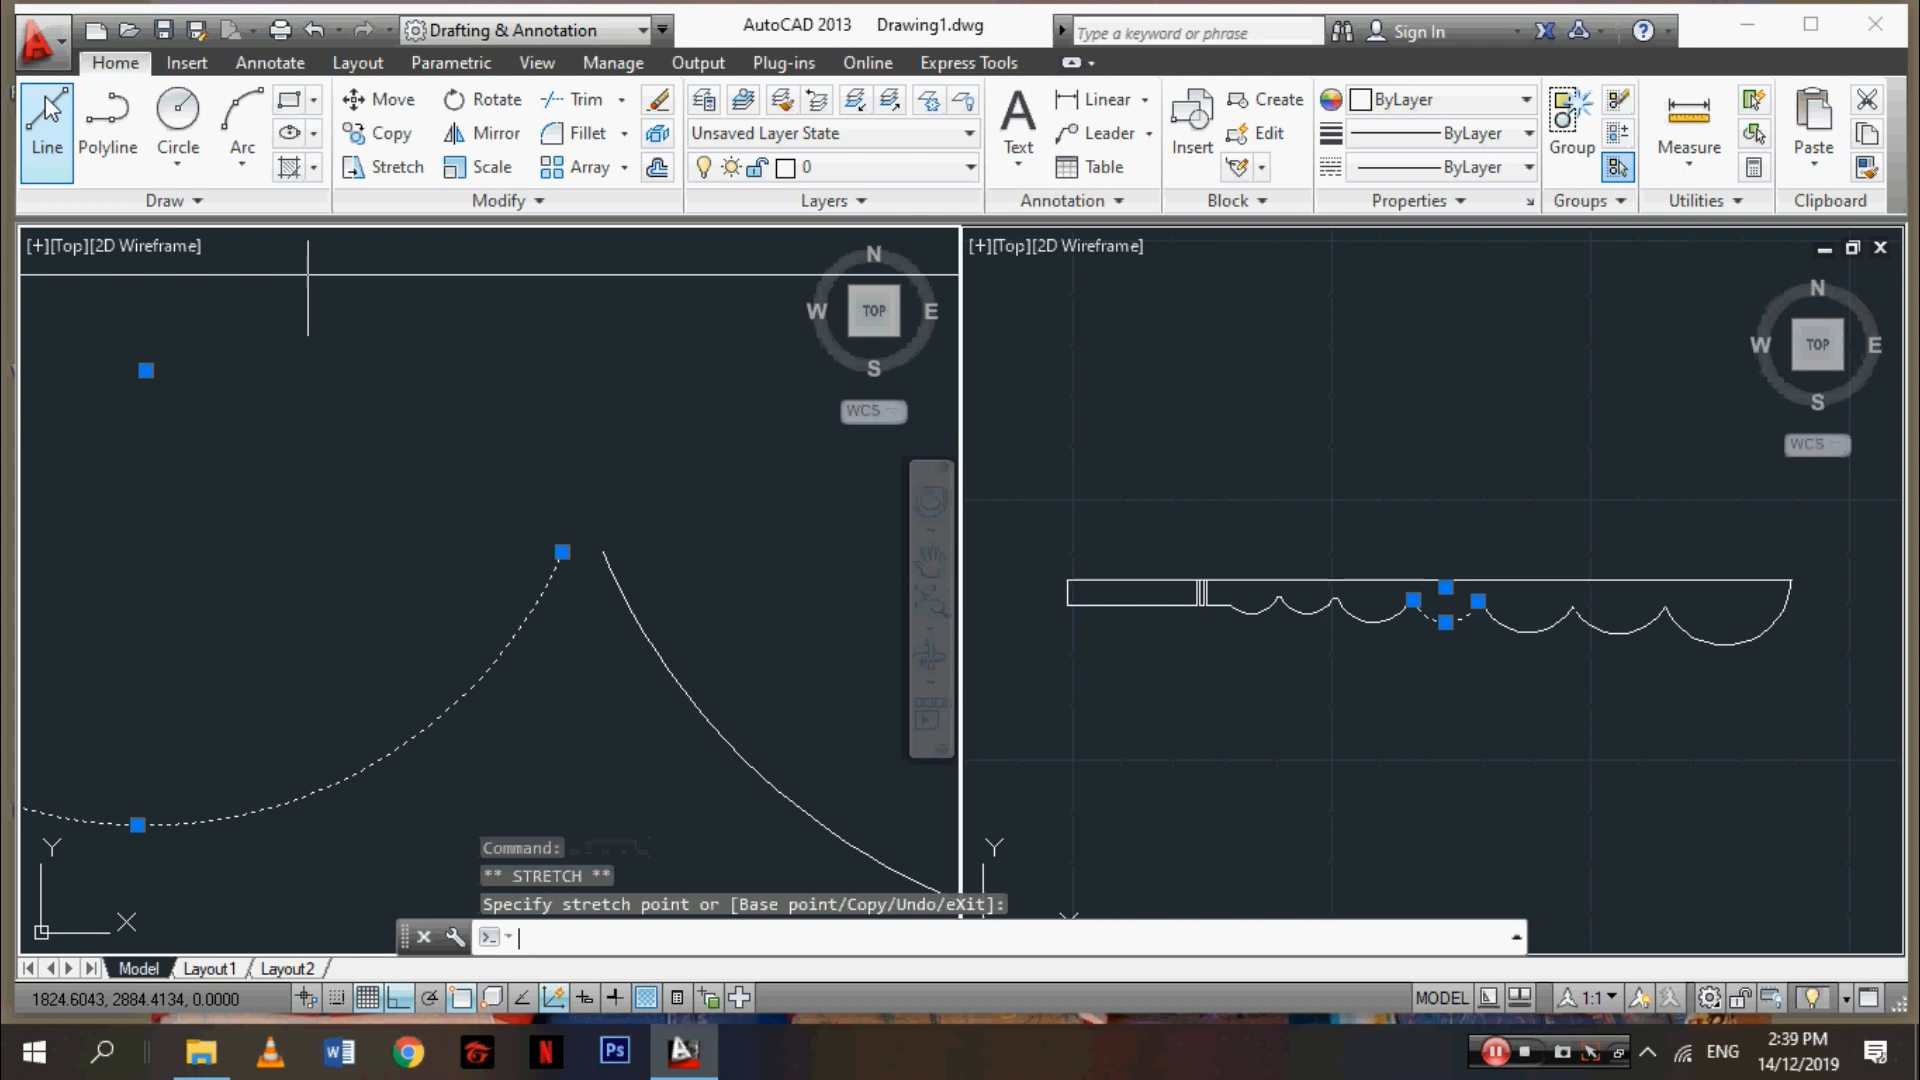 Drafting & Annotation
AutoCAD 2013 Drawing1.dwg
Type a keyword or phrase
Sign In
Home Insert Annotate Layout Parametric View Manage Output Plug-ins Online Express Tools
Line Polyline Circle Arc
Move Rotate Trim
Copy Mirror Fillet
Stretch Scale Array
Unsaved Layer State
0
Text Linear
Leader
Table
Insert Create
Edit
ByLayer
ByLayer
ByLayer
Group Measure Paste
Draw Modify Layers Annotation Block Properties Groups Utilities Clipboard
[+][Top][2D Wireframe]
N
W TOP E
S
WCS
[+][Top][2D Wireframe]
N
W TOP E
S
WCS
Y
X
Y
Command:
** STRETCH **
Specify stretch point or [Base point/Copy/Undo/eXit]:
Model Layout1 Layout2
1824.6043, 2884.4134, 0.0000
MODEL 1:1
Ps
ENG
2:39 PM
14/12/2019